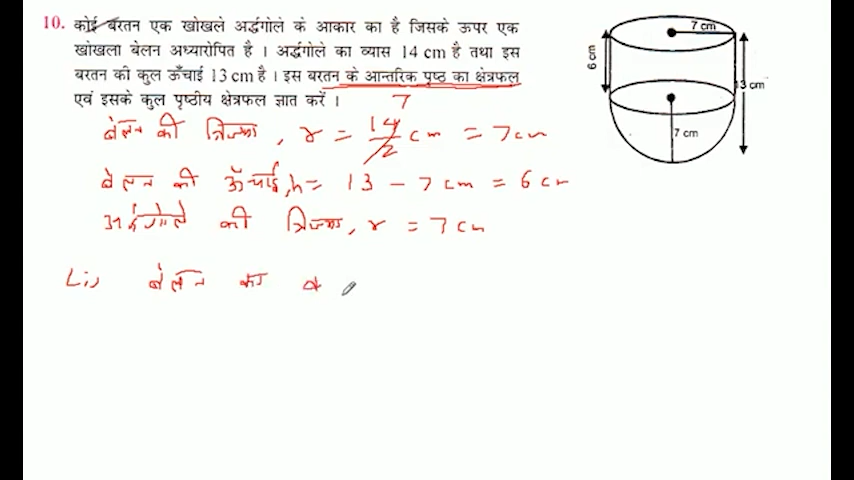 10. कोई बरतन एक खोखले अर्द्धगोले के आकार का है जिसके ऊपर एक
खोखला बेलन अध्यारोपित है । अर्द्धगोले का व्यास 14 cm है तथा इस
बरतन की कुल ऊँचाई 13 cm है । इस बरतन के आन्तरिक पृष्ठ का क्षेत्रफल
एवं इसके कुल पृष्ठीय क्षेत्रफल ज्ञात करें ।
7
बेलन की त्रिज्या, r = 14/2 cm = 7 cm
बेलन की ऊँचाई, h = 13 - 7 cm = 6 cm
अर्द्धगोले की त्रिज्या, r = 7 cm
(i) बेलन का व
7 cm
6 cm
13 cm
7 cm